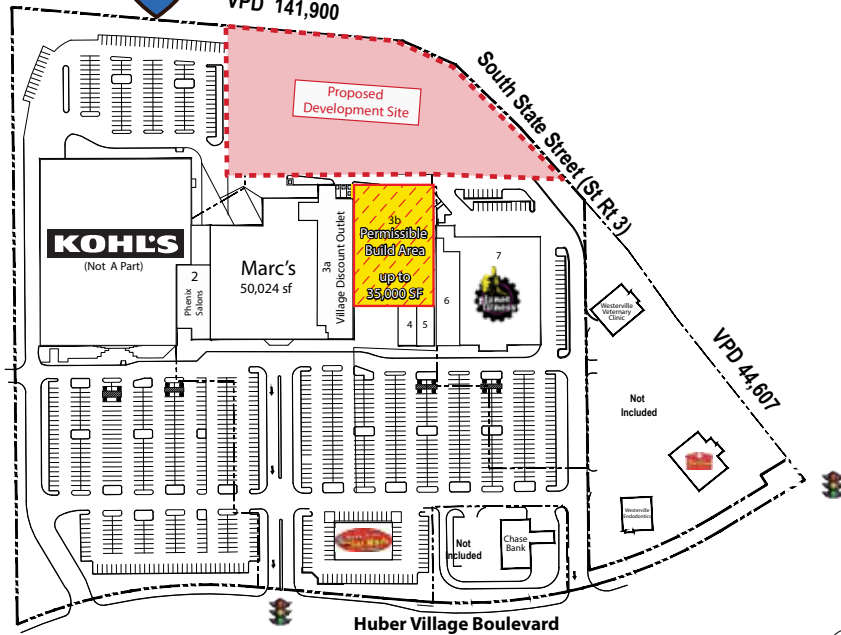 VPD 141,900
South State Street (St Rt 3)
Proposed
Development Site
KOHL'S
(Not A Part)
2
Phenix
Salons
Marc's
50,024 sf
3a
Village Discount Outlet
3b
Permissible
Build Area
up to
35,000 SF
4
5
6
7
Westerville
Veternary
Clinic
VPD 44,607
Not
Included
Westerville
Endodontics
Not
Included
Chase
Bank
Huber Village Boulevard